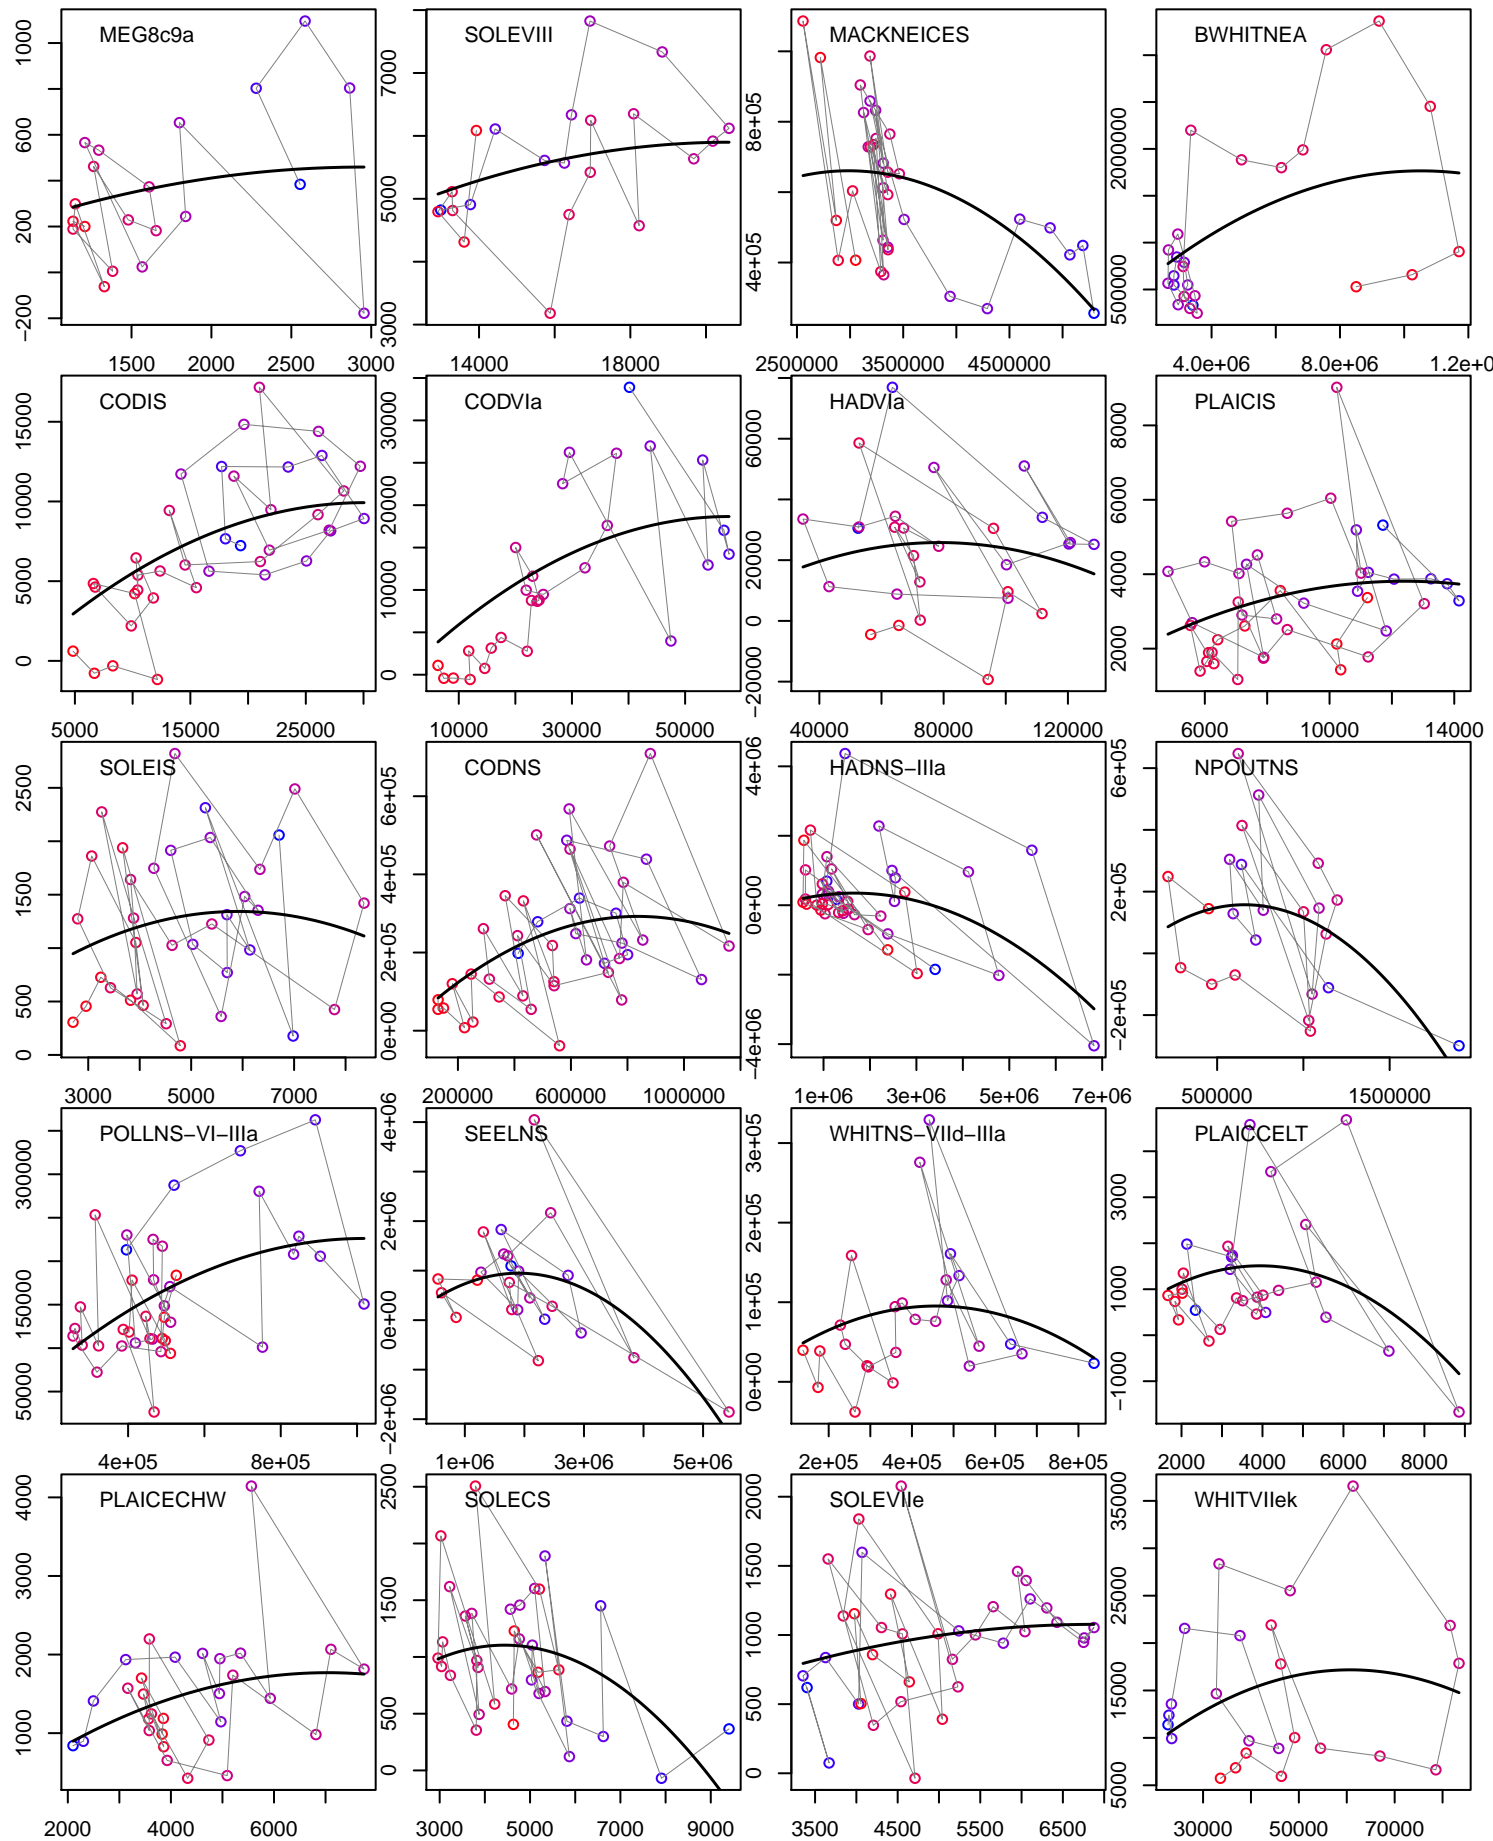 MEG8c9a
1000
600
200
−200
1500 2000 2500 3000
SOLEVIII
7000
5000
3000
14000 18000
MACKNEICES
8e+05
4e+05
2500000 3500000 4500000
BWHITNEA
2000000
500000
4.0e+06 8.0e+06 1.2e+0
CODIS
15000
10000
5000
0
5000 15000 25000
CODVIa
30000
20000
10000
0
10000 30000 50000
HADVIa
60000
20000
0
−20000
40000 80000 120000
PLAICIS
8000
6000
4000
2000
6000 10000 14000
SOLEIS
2500
1500
500
0
3000 5000 7000
CODNS
6e+05
4e+05
2e+05
0e+00
200000 600000 1000000
HADNS−IIIa
4e+06
0e+00
−4e+06
1e+06 3e+06 5e+06 7e+06
NPOUTNS
6e+05
2e+05
−2e+05
5000000 1500000
POLLNS−VI−IIIa
300000
150000
50000
4e+05 8e+05
SEELNS
4e+06
2e+06
0e+00
−2e+06
1e+06 3e+06 5e+06
WHITNS−VIId−IIIa
3e+05
2e+05
1e+05
0e+00
2e+05 4e+05 6e+05 8e+05
PLAICCELT
3000
1000
−1000
2000 4000 6000 8000
PLAICECHW
4000
3000
2000
1000
2000 4000 6000
SOLECS
2500
1500
500
0
3000 5000 7000 9000
SOLEVIIe
2000
1500
1000
500
0
3500 4500 5500 6500
WHITVIIek
35000
25000
15000
5000
30000 50000 70000